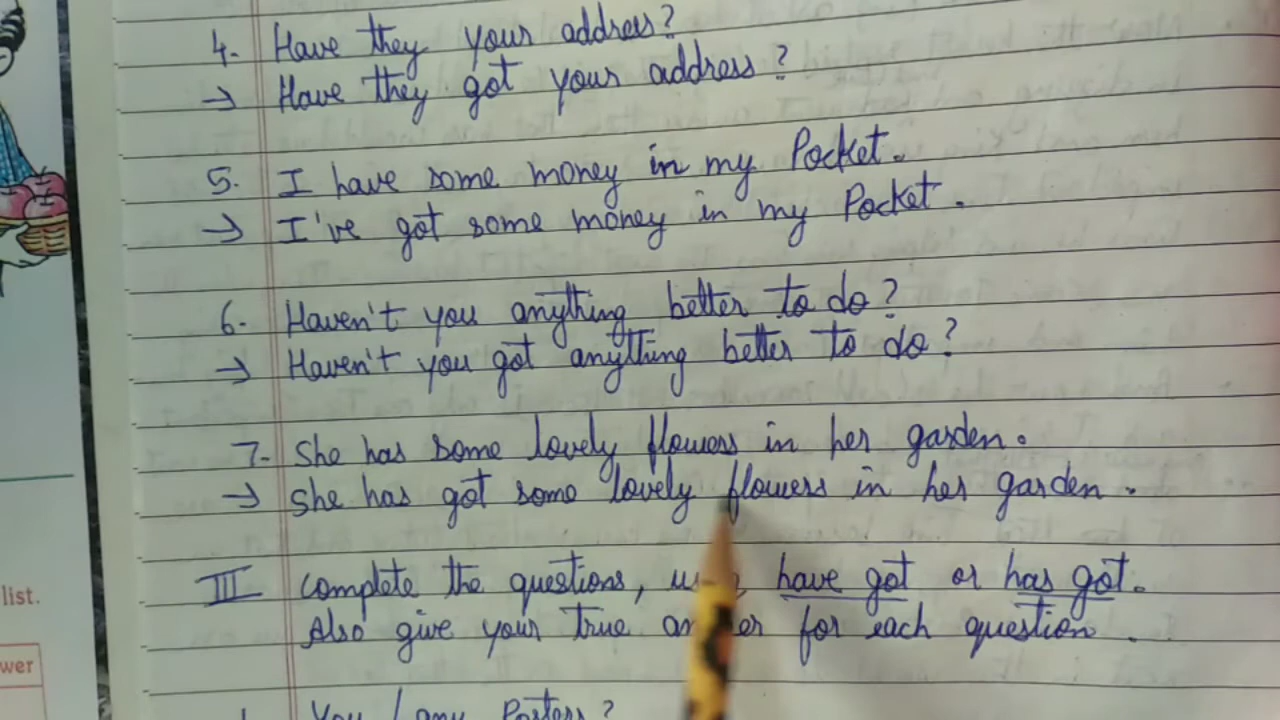 4. Have they your address?
→ Have they got your address?
5. I have some money in my Pocket.
→ I've got some money in my Pocket.
6. Haven't you anything better to do?
→ Haven't you got anything better to do?
7. She has some lovely flowers in her garden.
→ She has got some lovely flowers in her garden.
III complete the questions, have got or has got.
Also give your true for each question.
You / any Posters?
list.
wer